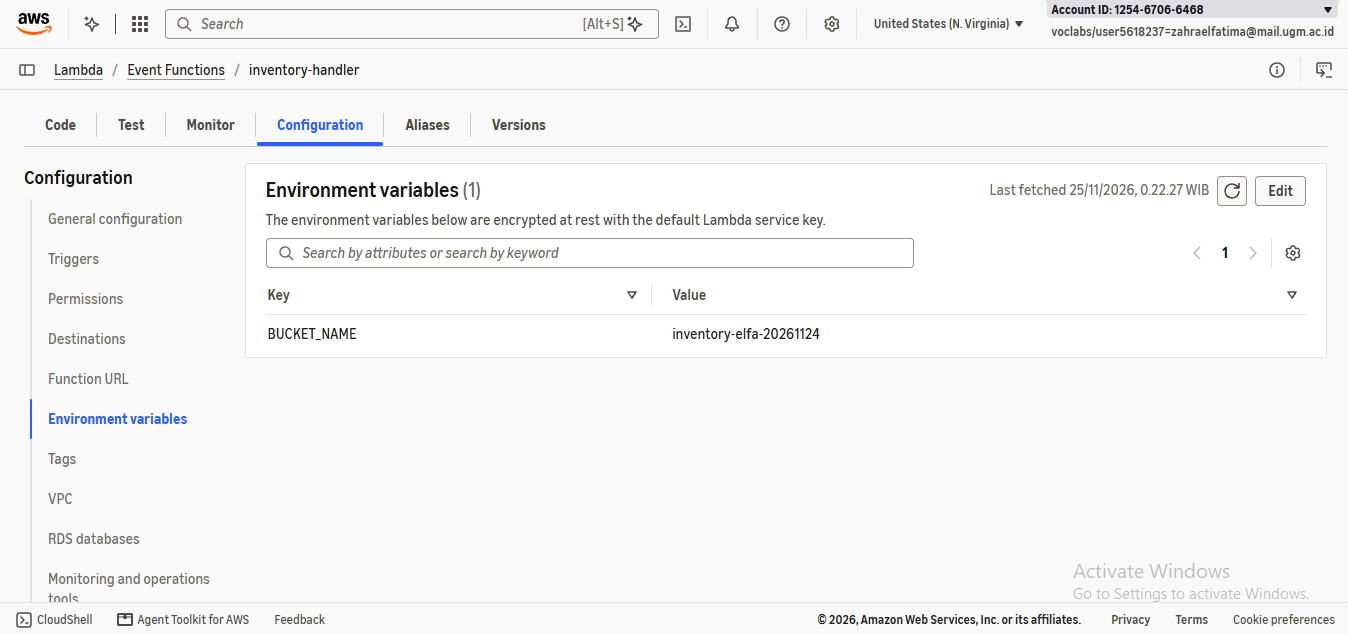 aws
Search [Alt+S]
United States (N. Virginia)
Account ID: 1254-6706-6468
voclabs/user5618237=zahraelfatima@mail.ugm.ac.id
Lambda / Event Functions / inventory-handler
Code Test Monitor Configuration Aliases Versions
Configuration
General configuration
Triggers
Permissions
Destinations
Function URL
Environment variables
Tags
VPC
RDS databases
Monitoring and operations
tools
Environment variables (1)
Last fetched 25/11/2026, 0.22.27 WIB
Edit
The environment variables below are encrypted at rest with the default Lambda service key.
Search by attributes or search by keyword
1
Key Value
BUCKET_NAME inventory-elfa-20261124
Activate Windows
Go to Settings to activate Windows.
CloudShell Agent Toolkit for AWS Feedback © 2026, Amazon Web Services, Inc. or its affiliates. Privacy Terms Cookie preferences